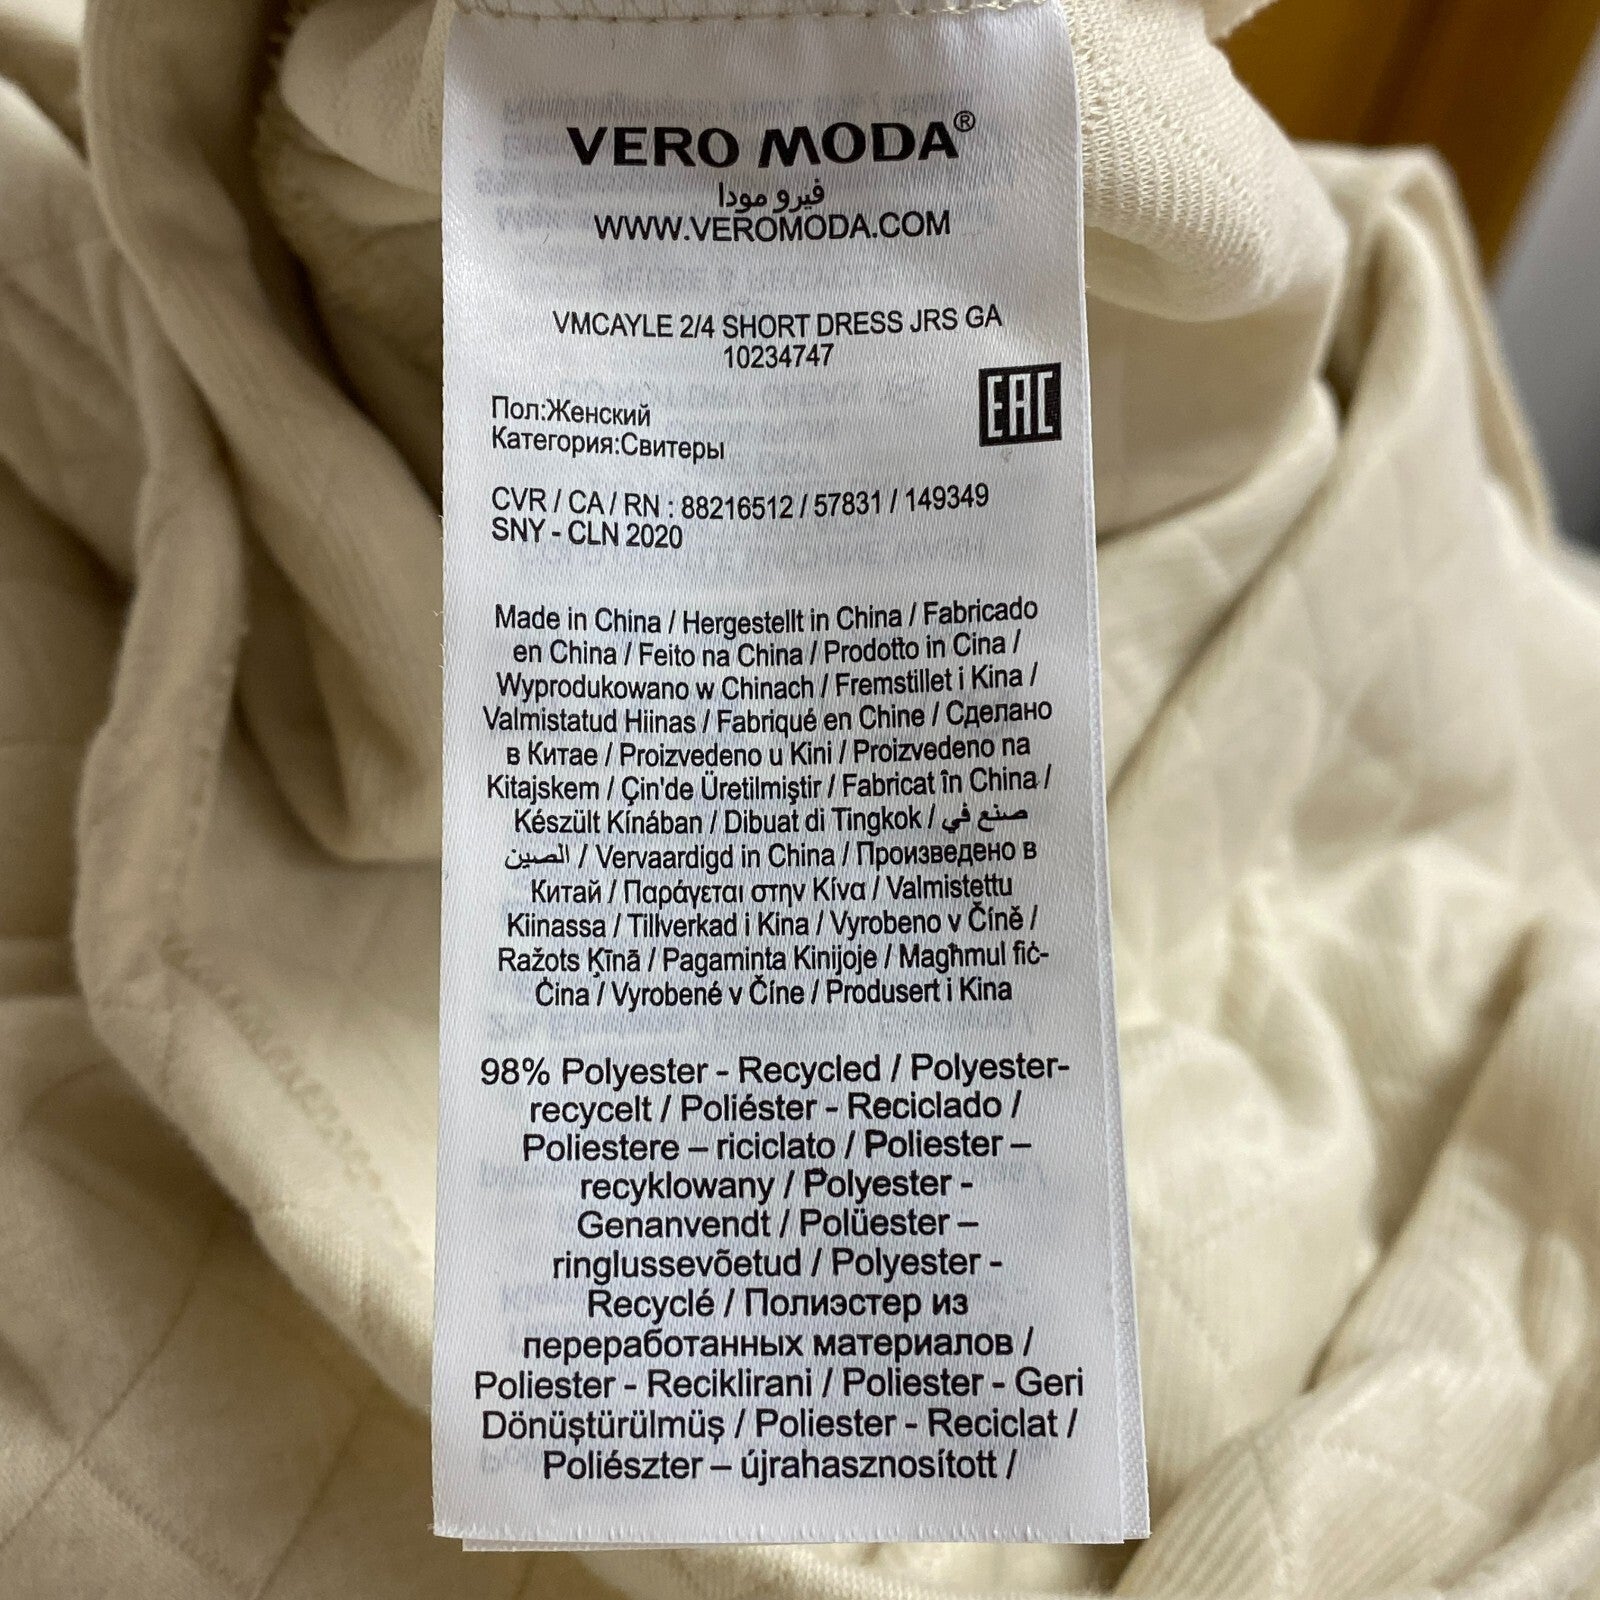 VERO MODA®
فيرو مودا
WWW.VEROMODA.COM
VMCAYLE 2/4 SHORT DRESS JRS GA
10234747
EAC
Пол:Женский
Категория:Свитеры
CVR / CA / RN : 88216512 / 57831 / 149349
SNY - CLN 2020
Made in China / Hergestellt in China / Fabricado
en China / Feito na China / Prodotto in Cina /
Wyprodukowano w Chinach / Fremstillet i Kina /
Valmistatud Hiinas / Fabriqué en Chine / Сделано
в Китае / Proizvedeno u Kini / Proizvedeno na
Kitajskem / Çin'de Üretilmiştir / Fabricat în China /
Készült Kínában / Dibuat di Tingkok / صنع في
الصين / Vervaardigd in China / Произведено в
Китай / Παράγεται στην Κίνα / Valmistettu
Kiinassa / Tillverkad i Kina / Vyrobeno v Číně /
Ražots Ķīnā / Pagaminta Kinijoje / Magħmul fiċ-
Ċina / Vyrobené v Číne / Produsert i Kina
98% Polyester - Recycled / Polyester-
recycelt / Poliéster - Reciclado /
Poliestere – riciclato / Poliester –
recyklowany / Polyester -
Genanvendt / Polüester –
ringlussevõetud / Polyester -
Recyclé / Полиэстер из
переработанных материалов /
Poliester - Reciklirani / Poliester - Geri
Dönüştürülmüş / Poliester - Reciclat /
Poliészter – újrahasznosított /